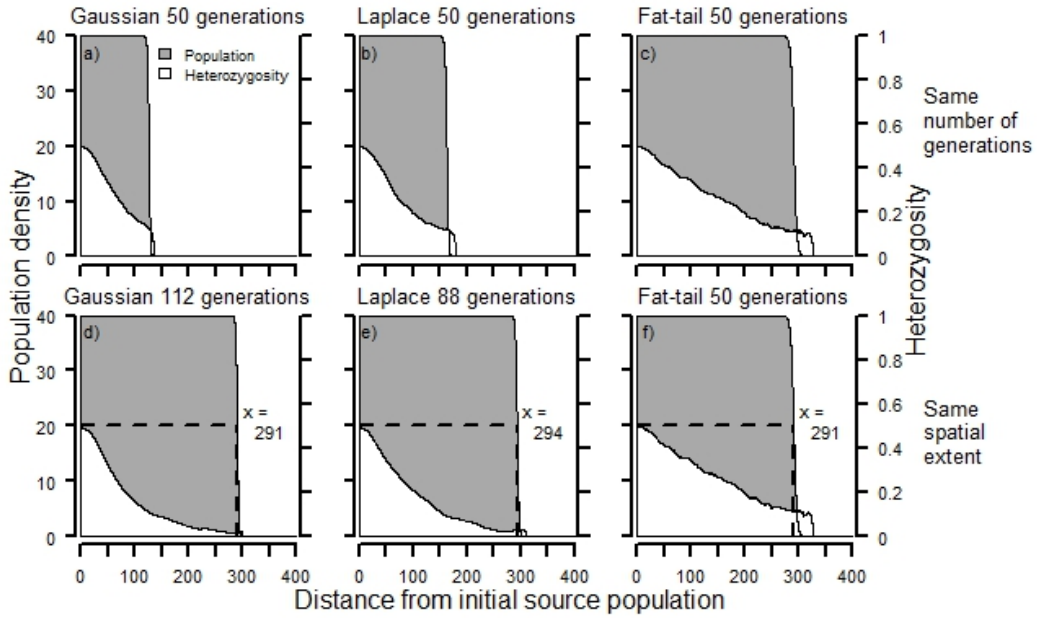 Gaussian 50 generations
Laplace 50 generations
Fat-tail 50 generations
40
30
20
10
0
a)
Population
Heterozygosity
b)
c)
1
0.8
0.6
0.4
0.2
0
Same
number of
generations
Population density
Heterozygosity
Gaussian 112 generations
Laplace 88 generations
Fat-tail 50 generations
40
30
20
10
0
d)
x =
291
e)
x =
294
f)
x =
291
1
0.8
0.6
0.4
0.2
0
Same
spatial
extent
0 100 200 300 400
0 100 200 300 400
0 100 200 300 400
Distance from initial source population